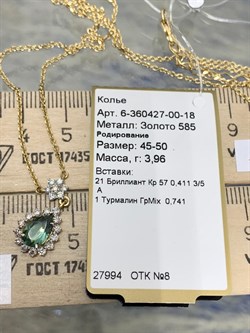 Колье
Арт. 6-360427-00-18
Металл: Золото 585
Родирование
Размер: 45-50
Масса, г: 3,96
Вставки:
21 Бриллиант Кр 57 0,411 3/5
А
1 Турмалин ГрMix 0,741
27994 ОТК №8
ГОСТ 17435
ГОСТ 17435